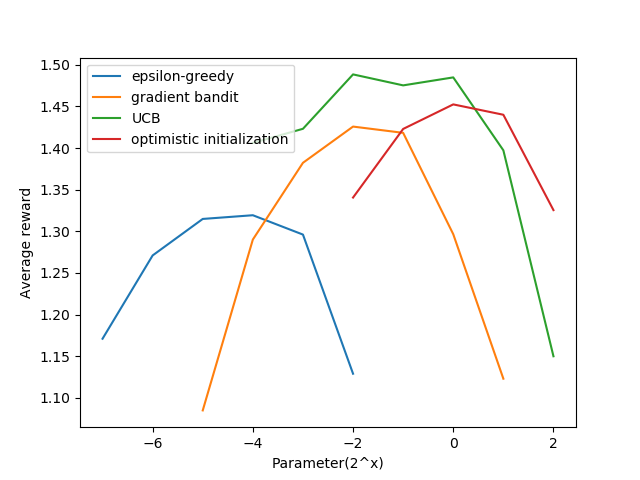 1.50
1.45
1.40
1.35
1.30
1.25
1.20
1.15
1.10
Average reward
epsilon-greedy
gradient bandit
UCB
optimistic initialization
−6
−4
−2
0
2
Parameter(2^x)